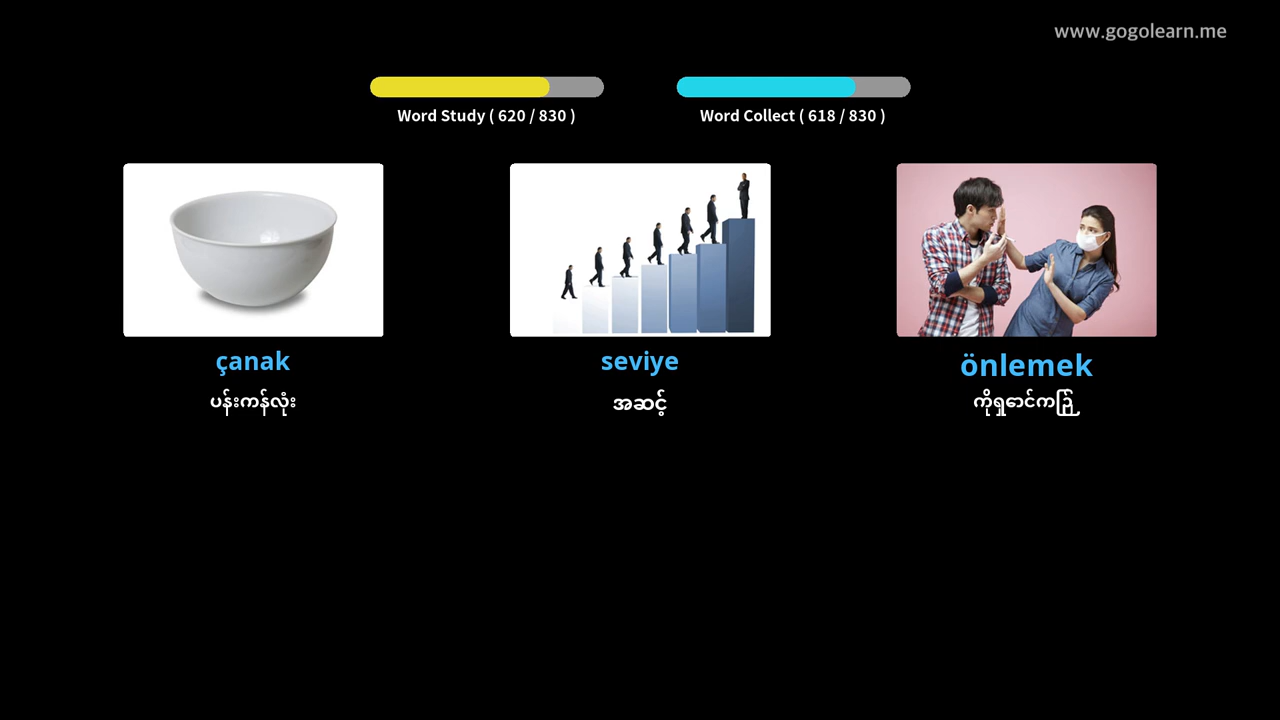 www.gogolearn.me
Word Study ( 620 / 830 )
Word Collect ( 618 / 830 )
çanak
seviye
önlemek
ပန်းကန်လုံး
အဆင့်
ကိုရှောင်ကြဉ်